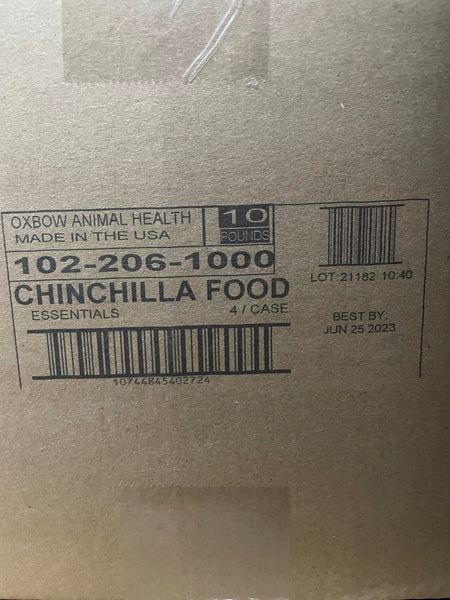 OXBOW ANIMAL HEALTH
MADE IN THE USA
10
POUNDS
102-206-1000
CHINCHILLA FOOD
ESSENTIALS
4 / CASE
10744845402724
LOT:21182 10:40
BEST BY:
JUN 25 2023